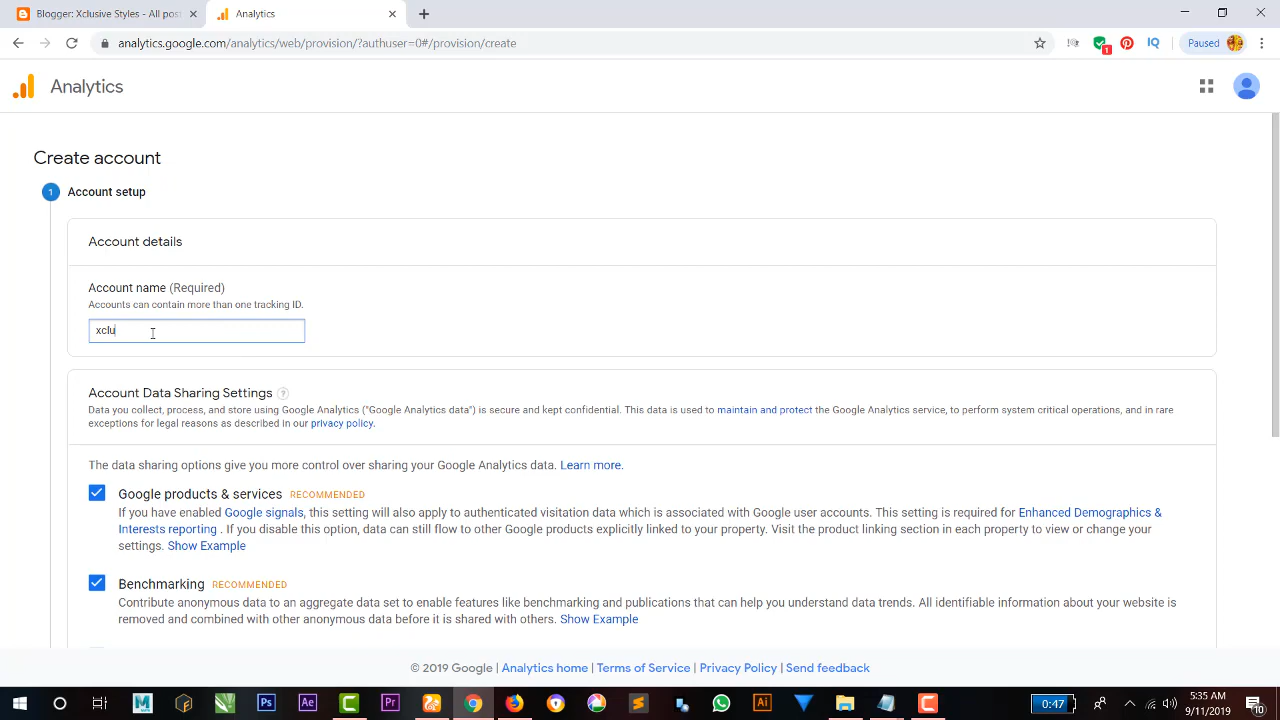 Blogger: Xclusive Styles - All pos
Analytics
analytics.google.com/analytics/web/provision/?authuser=0#/provision/create
1
IQ
Paused
Analytics
Create account
1 Account setup
Account details
Account name (Required)
Accounts can contain more than one tracking ID.
xclu
Account Data Sharing Settings ?
Data you collect, process, and store using Google Analytics ("Google Analytics data") is secure and kept confidential. This data is used to maintain and protect the Google Analytics service, to perform system critical operations, and in rare
exceptions for legal reasons as described in our privacy policy.
The data sharing options give you more control over sharing your Google Analytics data. Learn more.
Google products & services RECOMMENDED
If you have enabled Google signals, this setting will also apply to authenticated visitation data which is associated with Google user accounts. This setting is required for Enhanced Demographics &
Interests reporting . If you disable this option, data can still flow to other Google products explicitly linked to your property. Visit the product linking section in each property to view or change your
settings. Show Example
Benchmarking RECOMMENDED
Contribute anonymous data to an aggregate data set to enable features like benchmarking and publications that can help you understand data trends. All identifiable information about your website is
removed and combined with other anonymous data before it is shared with others. Show Example
© 2019 Google | Analytics home | Terms of Service | Privacy Policy | Send feedback
Ps
Ae
Pr
Ai
0:47
5:35 AM
9/11/2019
10